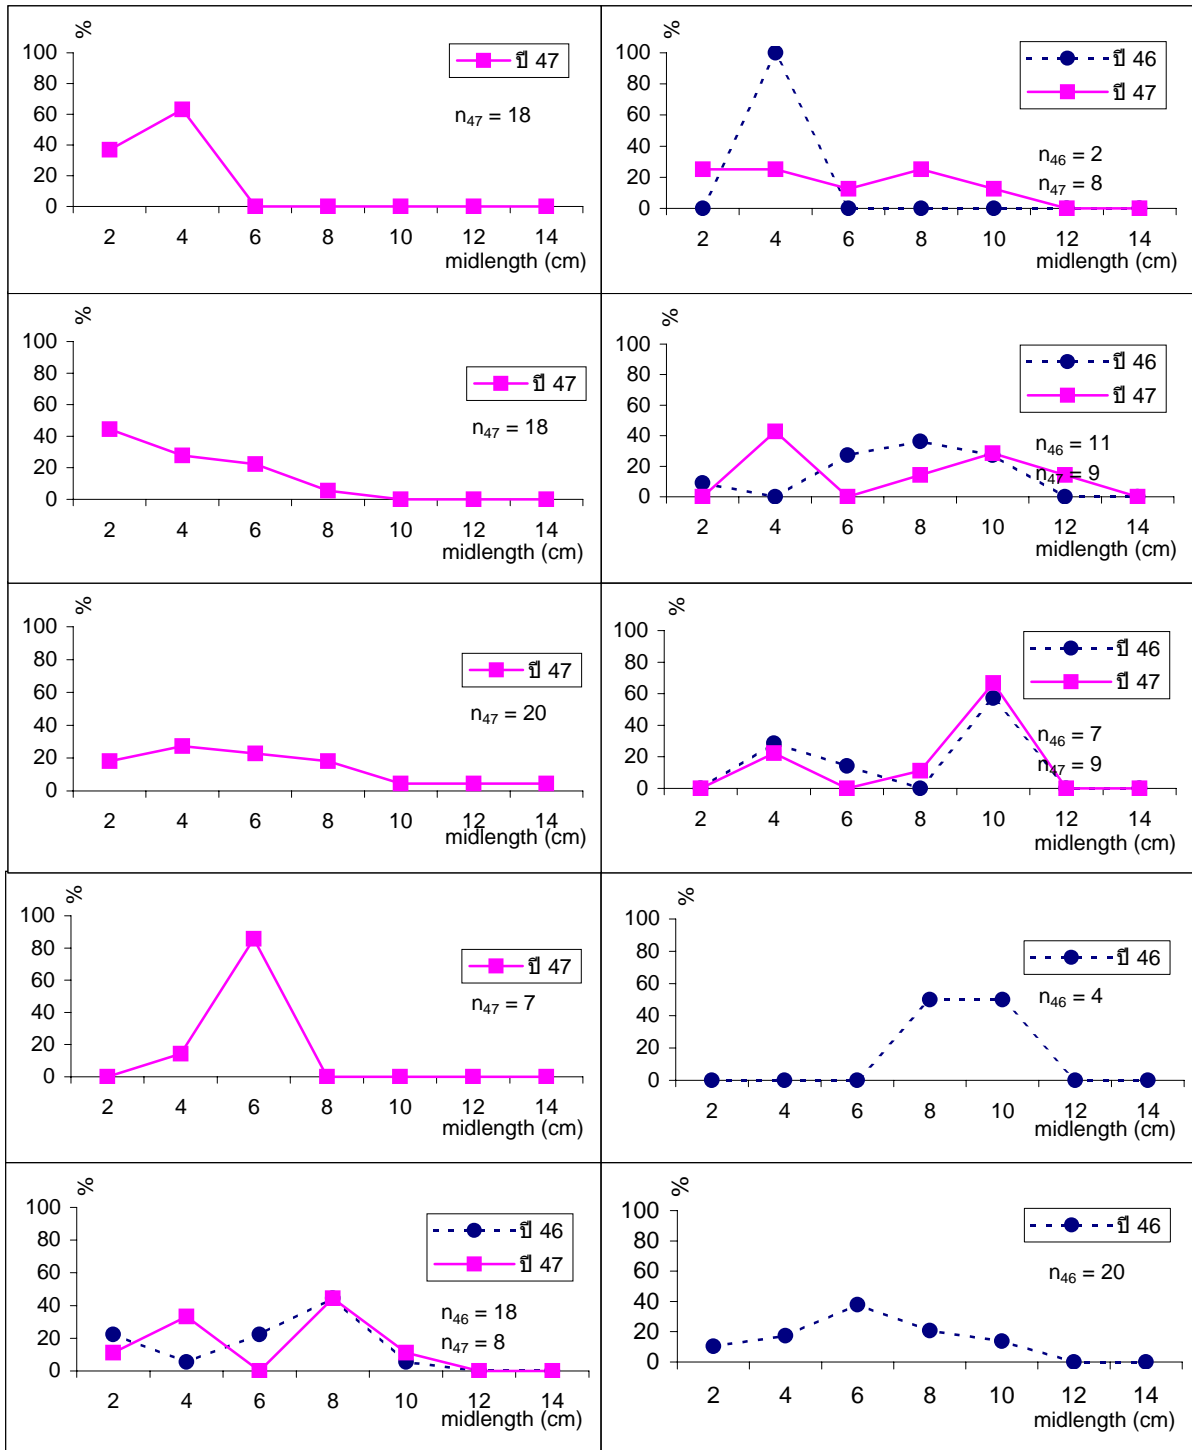 %
100
80
60
40
20
0
2 4 6 8 10 12 14
midlength (cm)
ปี 47
n47 = 18
%
100
80
60
40
20
0
2 4 6 8 10 12 14
midlength (cm)
ปี 46
ปี 47
n46 = 2
n47 = 8
%
100
80
60
40
20
0
2 4 6 8 10 12 14
midlength (cm)
ปี 47
n47 = 18
%
100
80
60
40
20
0
2 4 6 8 10 12 14
midlength (cm)
ปี 46
ปี 47
n46 = 11
n47 = 9
%
100
80
60
40
20
0
2 4 6 8 10 12 14
midlength (cm)
ปี 47
n47 = 20
%
100
80
60
40
20
0
2 4 6 8 10 12 14
midlength (cm)
ปี 46
ปี 47
n46 = 7
n47 = 9
%
100
80
60
40
20
0
2 4 6 8 10 12 14
midlength (cm)
ปี 47
n47 = 7
%
100
80
60
40
20
0
2 4 6 8 10 12 14
midlength (cm)
ปี 46
n46 = 4
%
100
80
60
40
20
0
2 4 6 8 10 12 14
midlength (cm)
ปี 46
ปี 47
n46 = 18
n47 = 8
%
100
80
60
40
20
0
2 4 6 8 10 12 14
midlength (cm)
ปี 46
n46 = 20